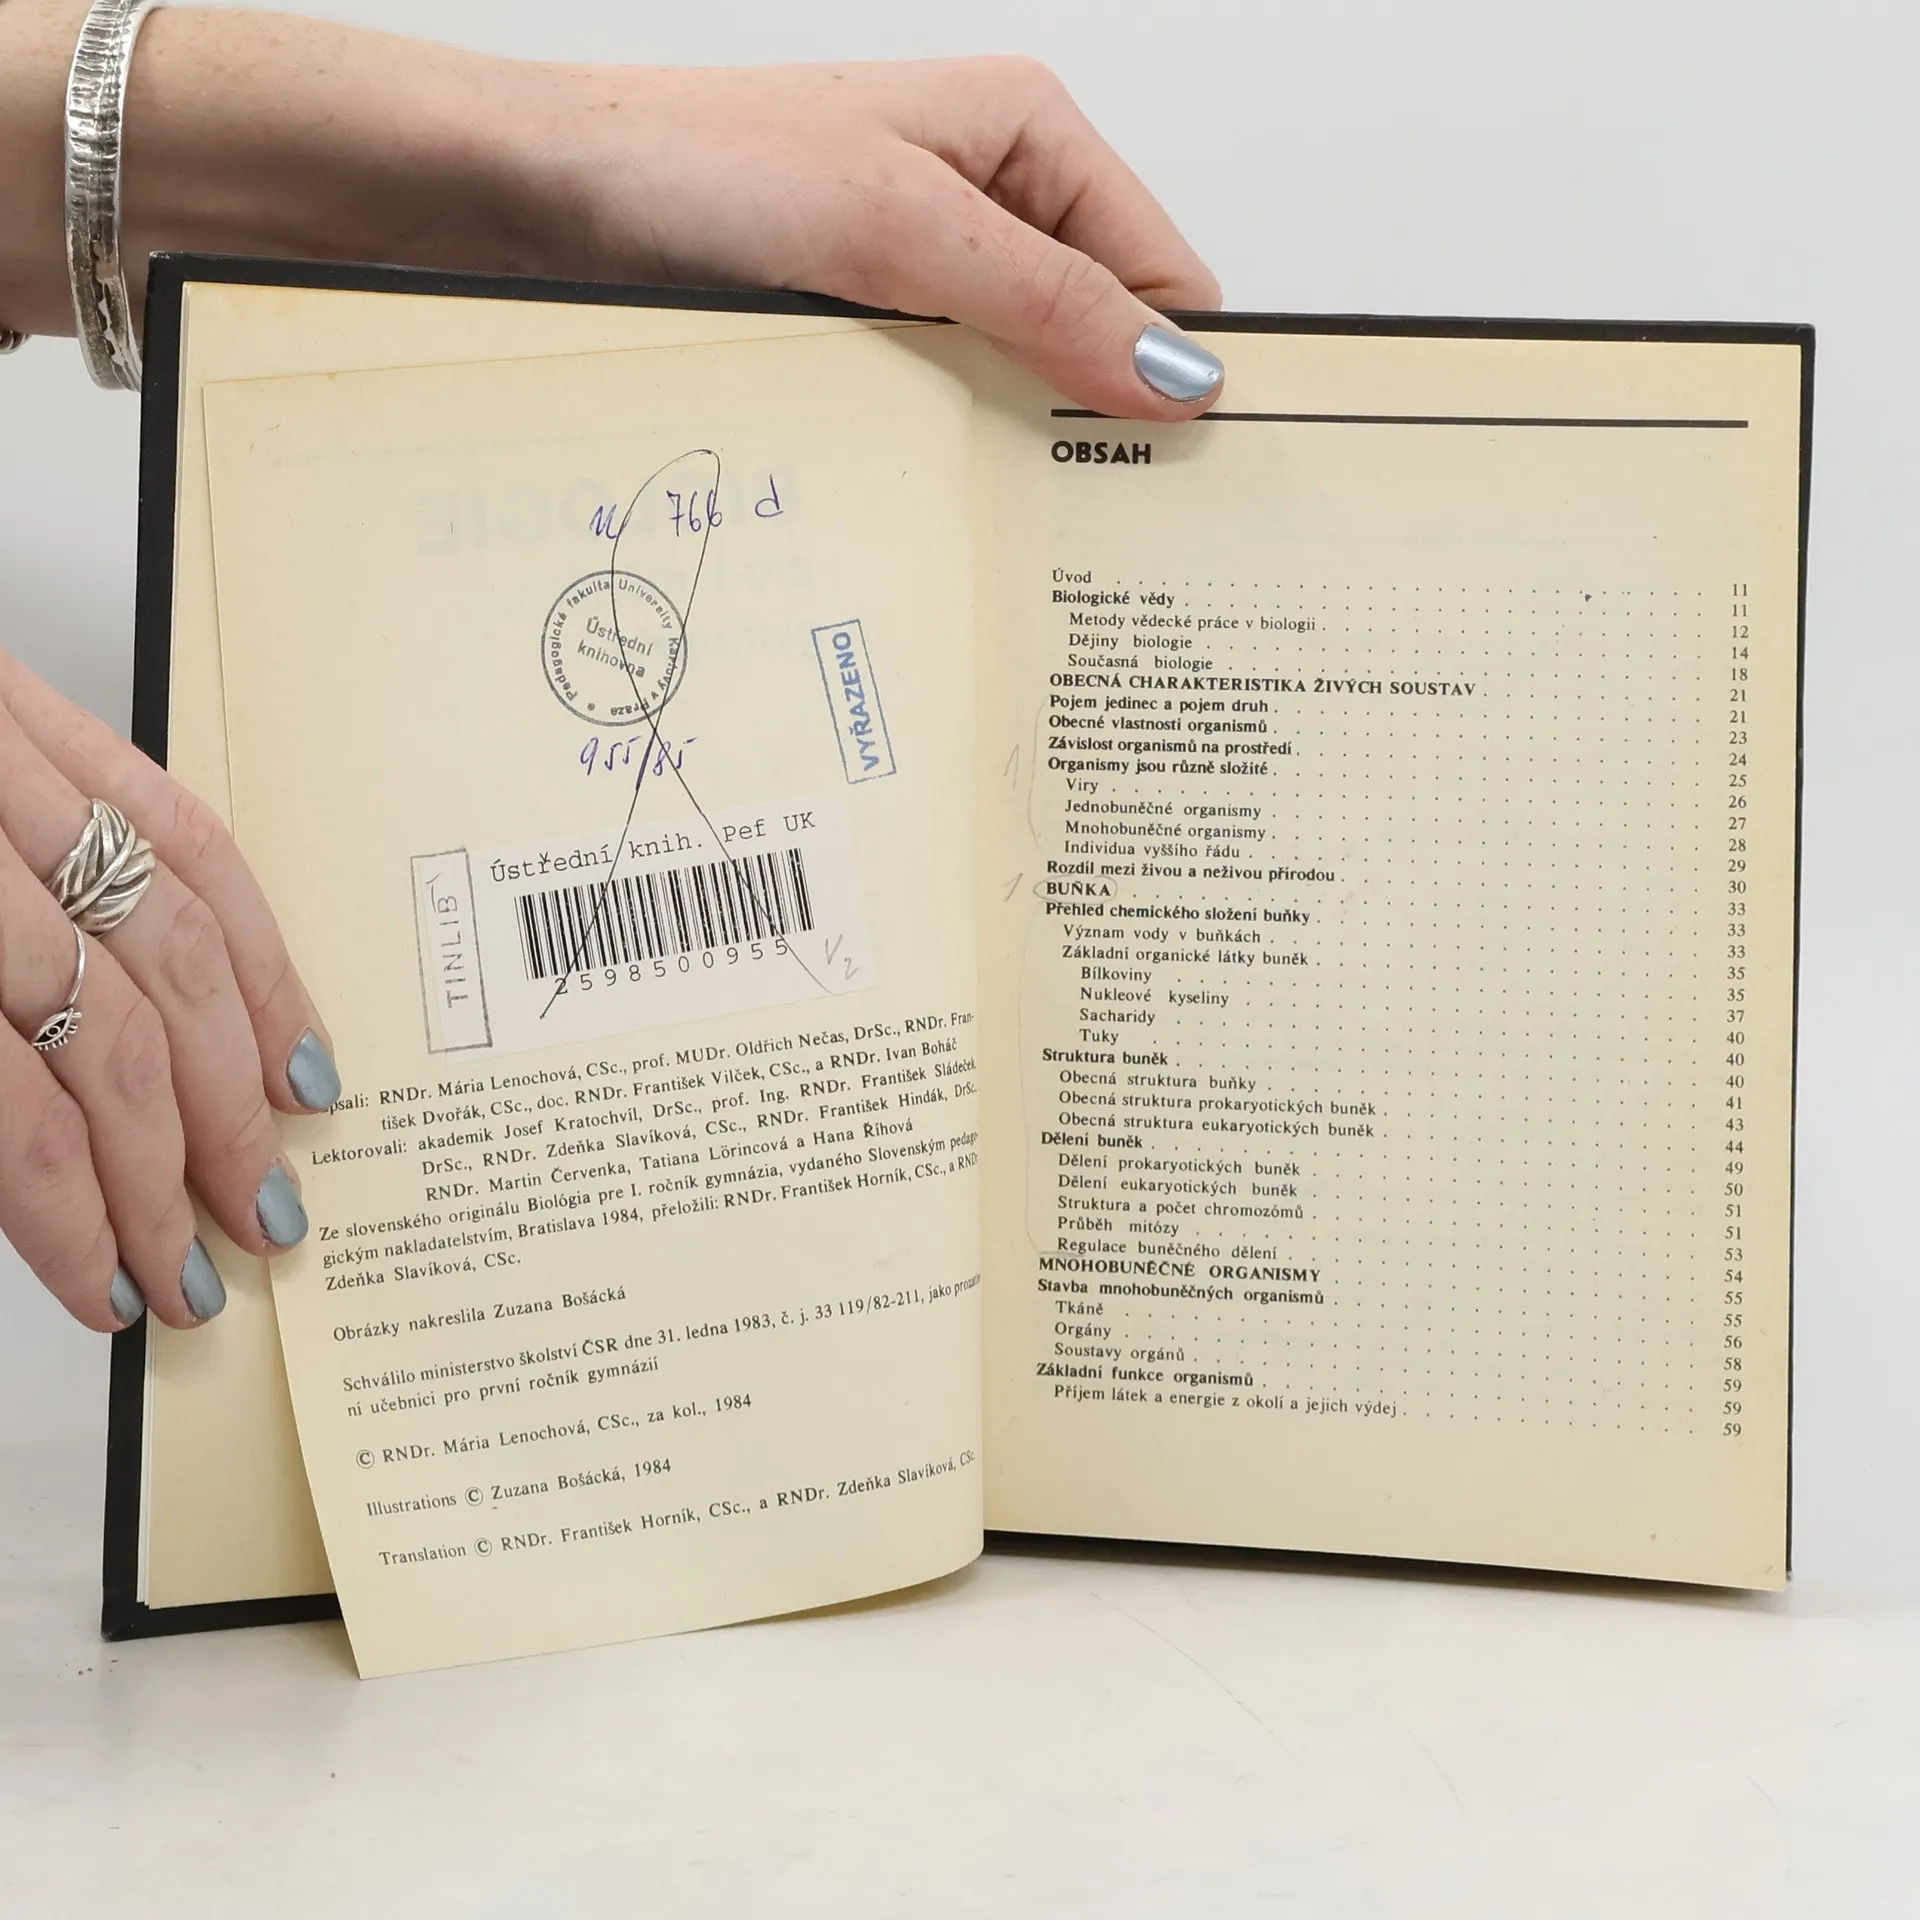 u 766 d
Pedagogické fakulta University Karlovy v Praze
Ústřední
knihovna
955/85
VYŘAZENO
TINLIB
Ústřední knih. Pef UK
2598500955
psali: RNDr. Mária Lenochová, CSc., prof. MUDr. Oldřich Nečas, DrSc., RNDr. Fran-
tišek Dvořák, CSc., doc. RNDr. František Vilček, CSc., a RNDr. Ivan Boháč
Lektorovali: akademik Josef Kratochvíl, DrSc., prof. Ing. RNDr. František Sládeček,
DrSc., RNDr. Zdeňka Slavíková, CSc., RNDr. František Hindák, DrSc.
RNDr. Martin Červenka, Tatiana Lörincová a Hana Říhová
Ze slovenského originálu Biológia pre I. ročník gymnázia, vydaného Slovenským pedago-
gickým nakladatelstvím, Bratislava 1984, přeložili: RNDr. František Horník, CSc., a RNDr
Zdeňka Slavíková, CSc.
Obrázky nakreslila Zuzana Bošácká
Schválilo ministerstvo školství ČSR dne 31. ledna 1983, č. j. 33 119/82-211, jako prozatím
ní učebnici pro první ročník gymnázií
© RNDr. Mária Lenochová, CSc., za kol., 1984
Illustrations © Zuzana Bošácká, 1984
Translation © RNDr. František Horník, CSc., a RNDr. Zdeňka Slavíková, CSc
OBSAH
Úvod 11
Biologické vědy 11
Metody vědecké práce v biologii 12
Dějiny biologie 14
Současná biologie 18
OBECNÁ CHARAKTERISTIKA ŽIVÝCH SOUSTAV 21
Pojem jedinec a pojem druh 21
Obecné vlastnosti organismů 23
Závislost organismů na prostředí 24
Organismy jsou různě složité 25
Viry 26
Jednobuněčné organismy 27
Mnohobuněčné organismy 28
Individua vyššího řádu 29
Rozdíl mezi živou a neživou přírodou 30
BUŇKA 33
Přehled chemického složení buňky 33
Význam vody v buňkách 33
Základní organické látky buněk 35
Bílkoviny 35
Nukleové kyseliny 37
Sacharidy 40
Tuky 40
Struktura buněk 40
Obecná struktura buňky 41
Obecná struktura prokaryotických buněk 43
Obecná struktura eukaryotických buněk 44
Dělení buněk 49
Dělení prokaryotických buněk 50
Dělení eukaryotických buněk 51
Struktura a počet chromozómů 51
Průběh mitózy 53
Regulace buněčného dělení 54
MNOHOBUNĚČNÉ ORGANISMY 55
Stavba mnohobuněčných organismů 55
Tkáně 56
Orgány 58
Soustavy orgánů 59
Základní funkce organismů 59
Příjem látek a energie z okolí a jejich výdej 59